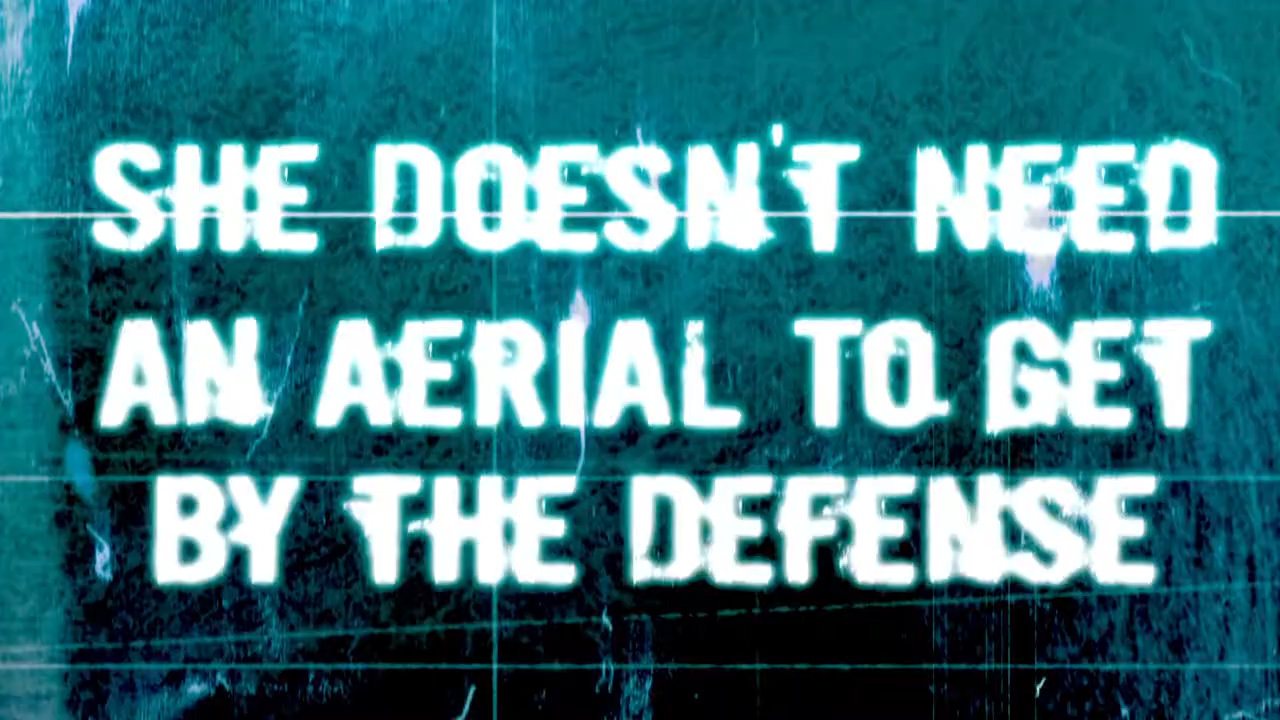 SHE DOESN'T NEED
AN AERIAL TO GET
BY THE DEFENSE